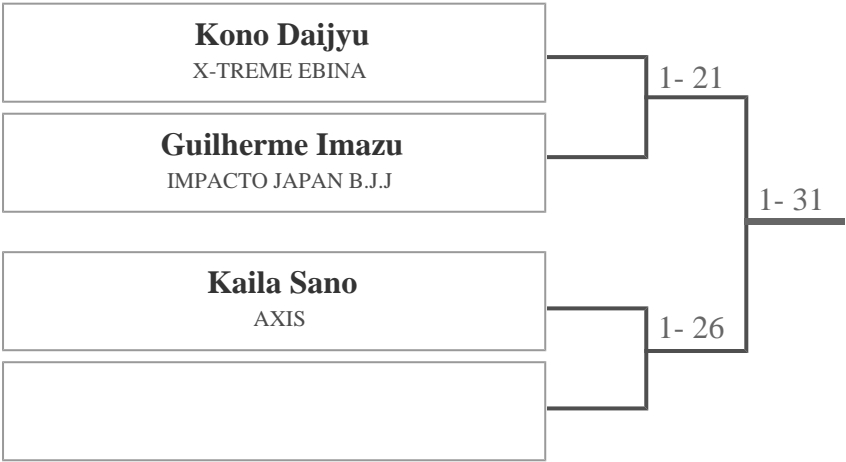 Kono Daijyu
X-TREME EBINA
1- 21
Guilherme Imazu
IMPACTO JAPAN B.J.J
1- 31
Kaila Sano
AXIS
1- 26